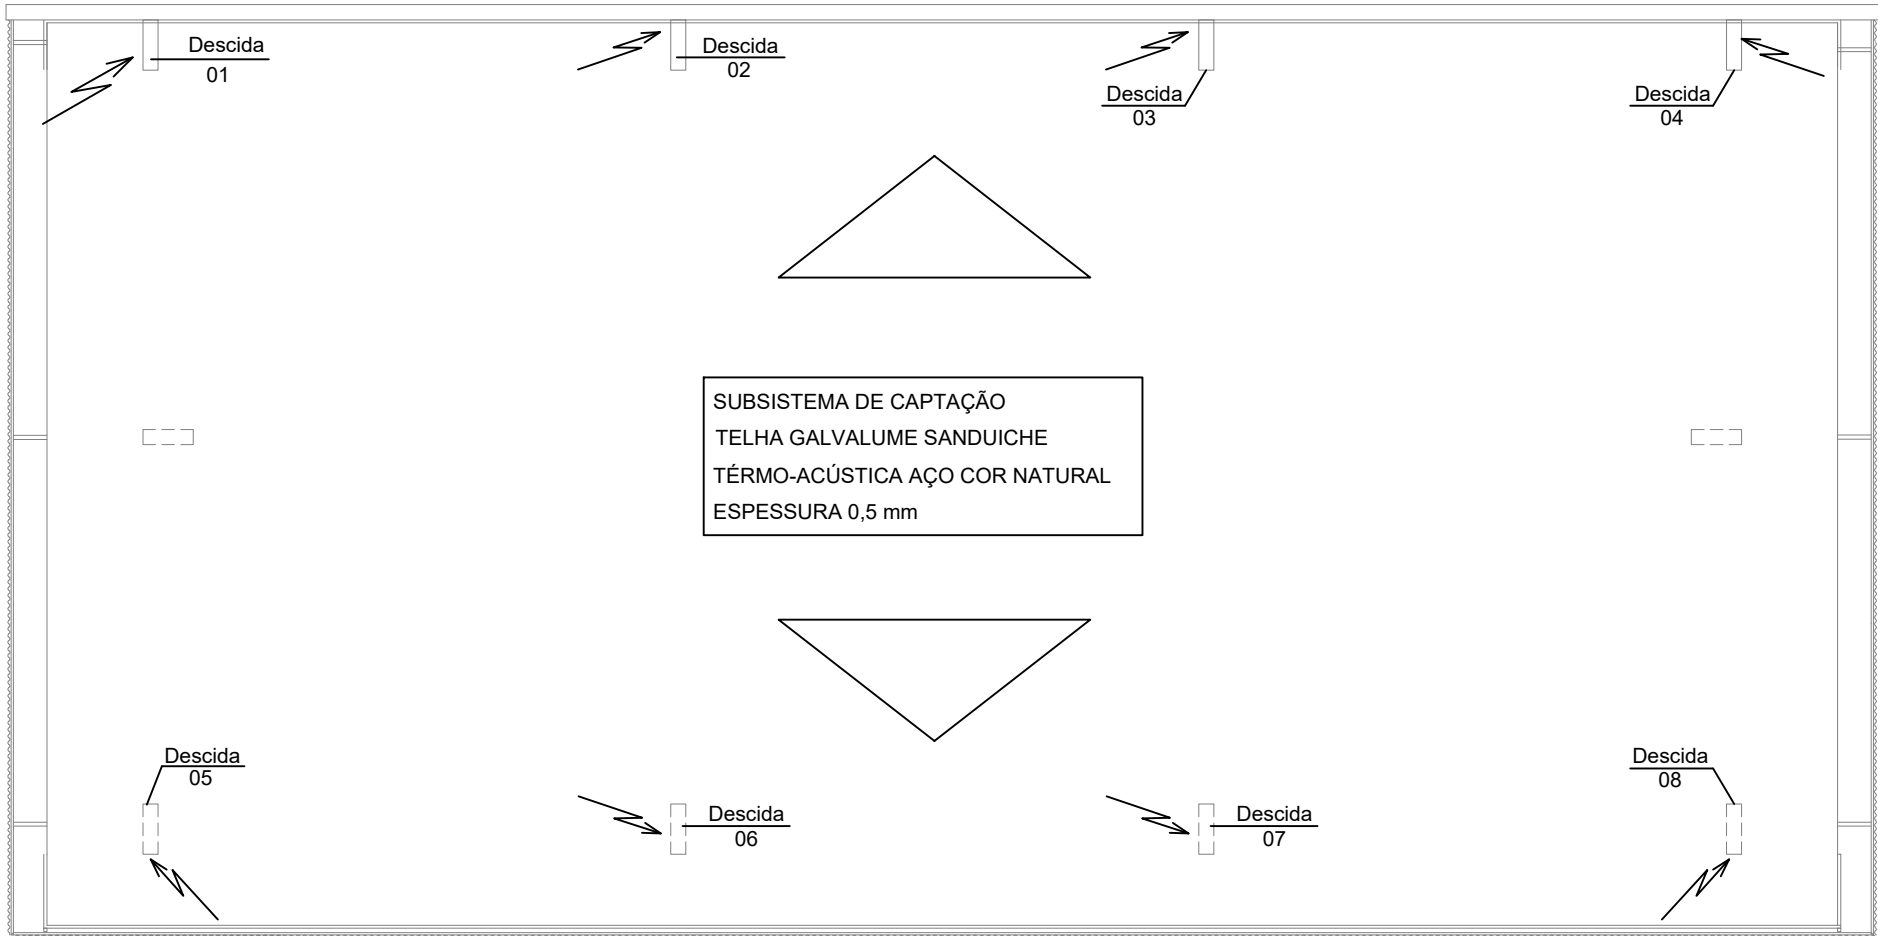 Descida
01
Descida
02
Descida
03
Descida
04
SUBSISTEMA DE CAPTAÇÃO
TELHA GALVALUME SANDUICHE
TÉRMO-ACÚSTICA AÇO COR NATURAL
ESPESSURA 0,5 mm
Descida
05
Descida
06
Descida
07
Descida
08